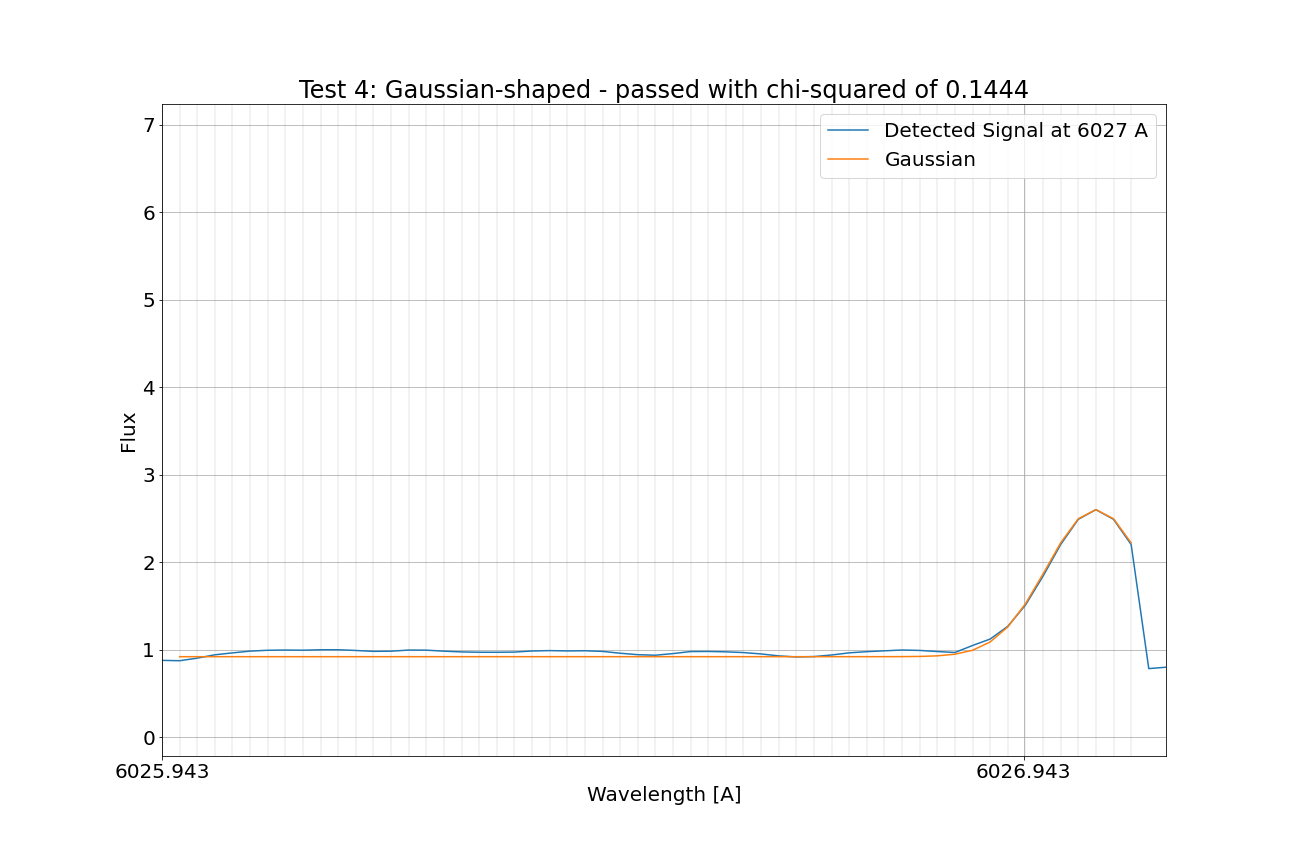 Test 4: Gaussian-shaped - passed with chi-squared of 0.1444
Detected Signal at 6027 A
Gaussian
7
6
5
4
3
2
1
0
Flux
6025.943
6026.943
Wavelength [A]